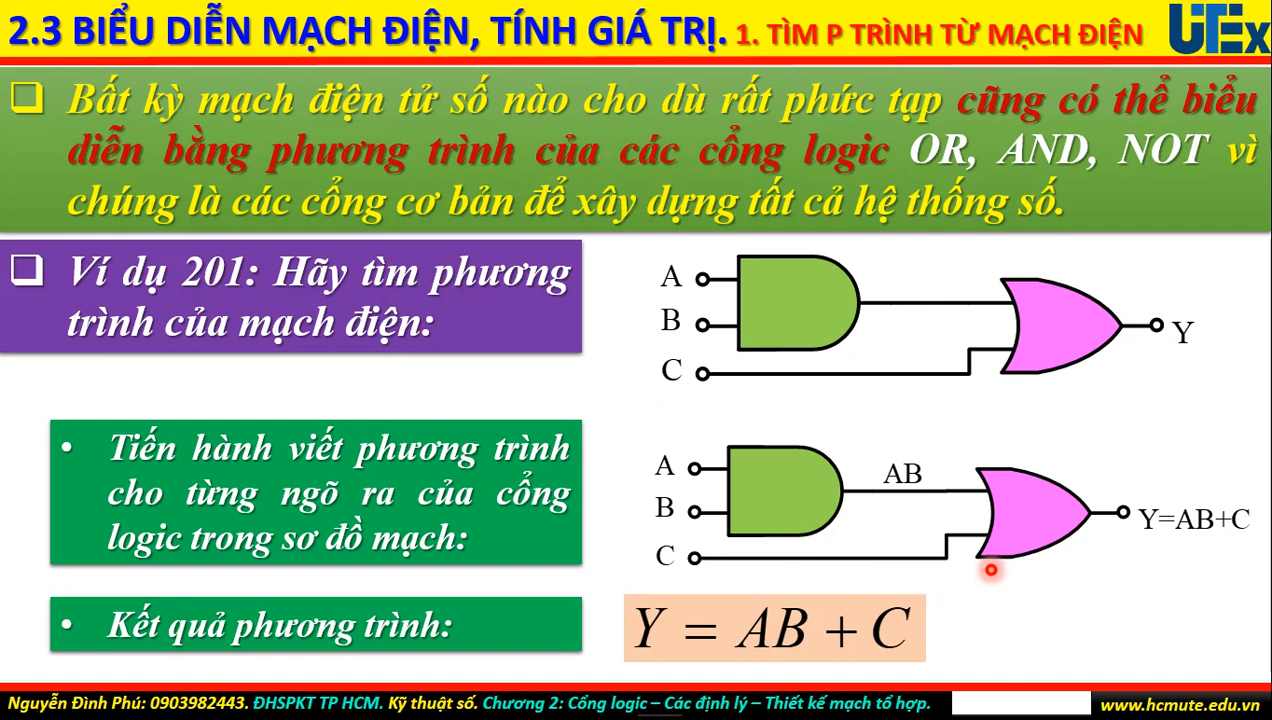 2.3 BIỂU DIỄN MẠCH ĐIỆN, TÍNH GIÁ TRỊ. 1. TÌM P TRÌNH TỪ MẠCH ĐIỆN
UTEx
Bất kỳ mạch điện tử số nào cho dù rất phức tạp cũng có thể biểu
diễn bằng phương trình của các cổng logic OR, AND, NOT vì
chúng là các cổng cơ bản để xây dựng tất cả hệ thống số.
Ví dụ 201: Hãy tìm phương
trình của mạch điện:
A
B
C
Y
• Tiến hành viết phương trình
cho từng ngõ ra của cổng
logic trong sơ đồ mạch:
A
B
C
AB
Y=AB+C
• Kết quả phương trình:
Y = AB + C
Nguyễn Đình Phú: 0903982443. ĐHSPKT TP HCM. Kỹ thuật số. Chương 2: Cổng logic – Các định lý – Thiết kế mạch tổ hợp.
www.hcmute.edu.vn